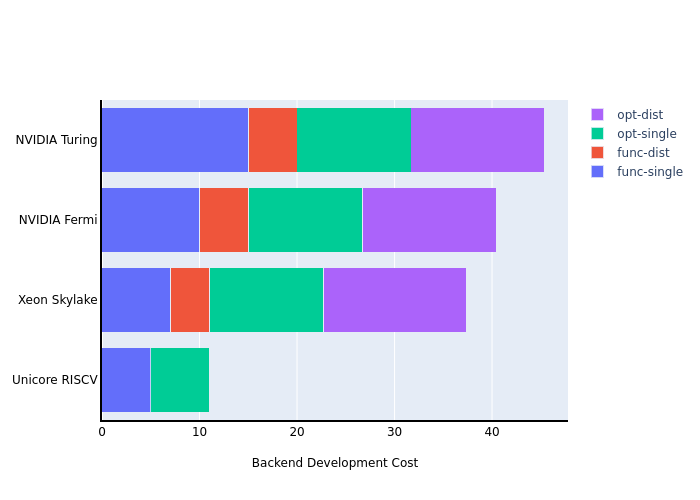 NVIDIA Turing
NVIDIA Fermi
Xeon Skylake
Unicore RISCV
0 10 20 30 40
Backend Development Cost
opt-dist
opt-single
func-dist
func-single